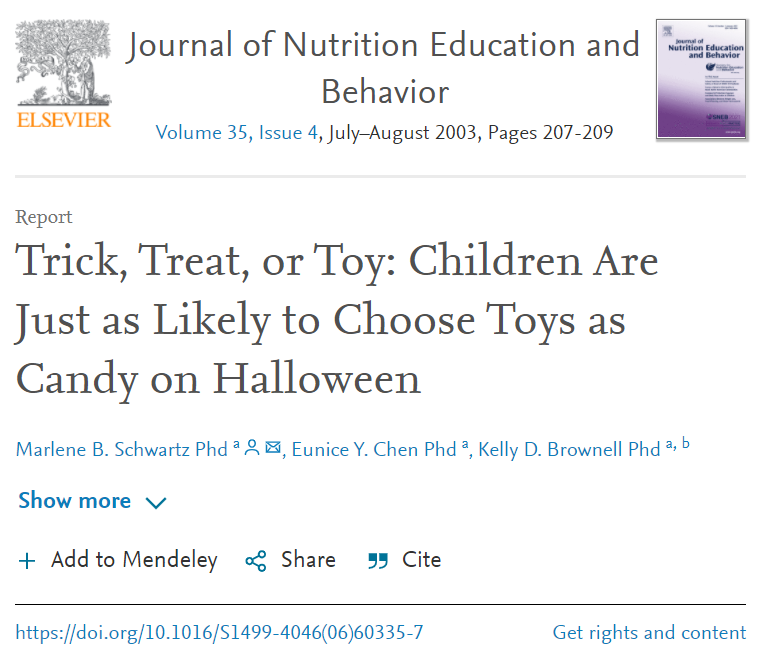 Journal of Nutrition Education and
Behavior
Volume 35, Issue 4, July–August 2003, Pages 207-209
ELSEVIER
Journal of
Nutrition Education
and Behavior
Report
Trick, Treat, or Toy: Children Are
Just as Likely to Choose Toys as
Candy on Halloween
Marlene B. Schwartz Phd a, Eunice Y. Chen Phd a, Kelly D. Brownell Phd a, b
Show more
+ Add to Mendeley Share Cite
https://doi.org/10.1016/S1499-4046(06)60335-7 Get rights and content